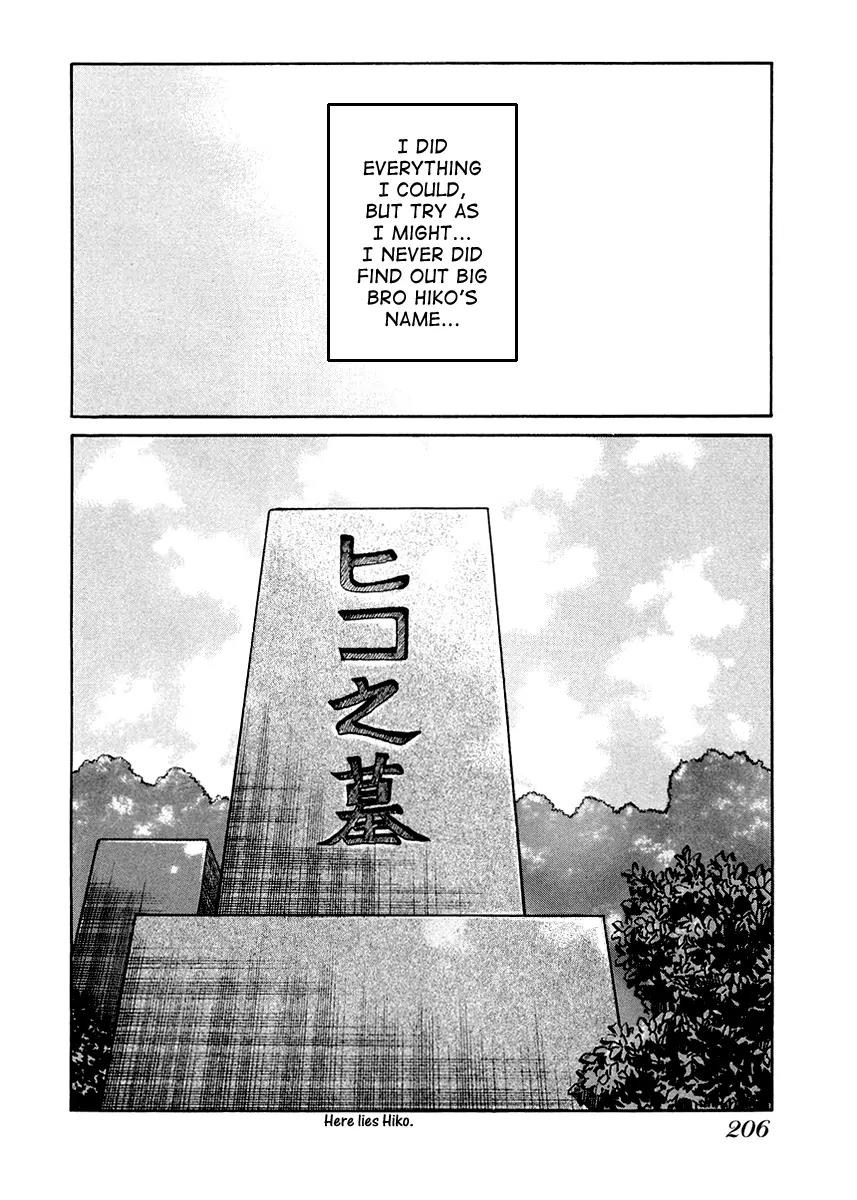 I DID
EVERYTHING
I COULD,
BUT TRY AS
I MIGHT...
I NEVER DID
FIND OUT BIG
BRO HIKO'S
NAME...
ヒコ之墓
Here lies Hiko.
206